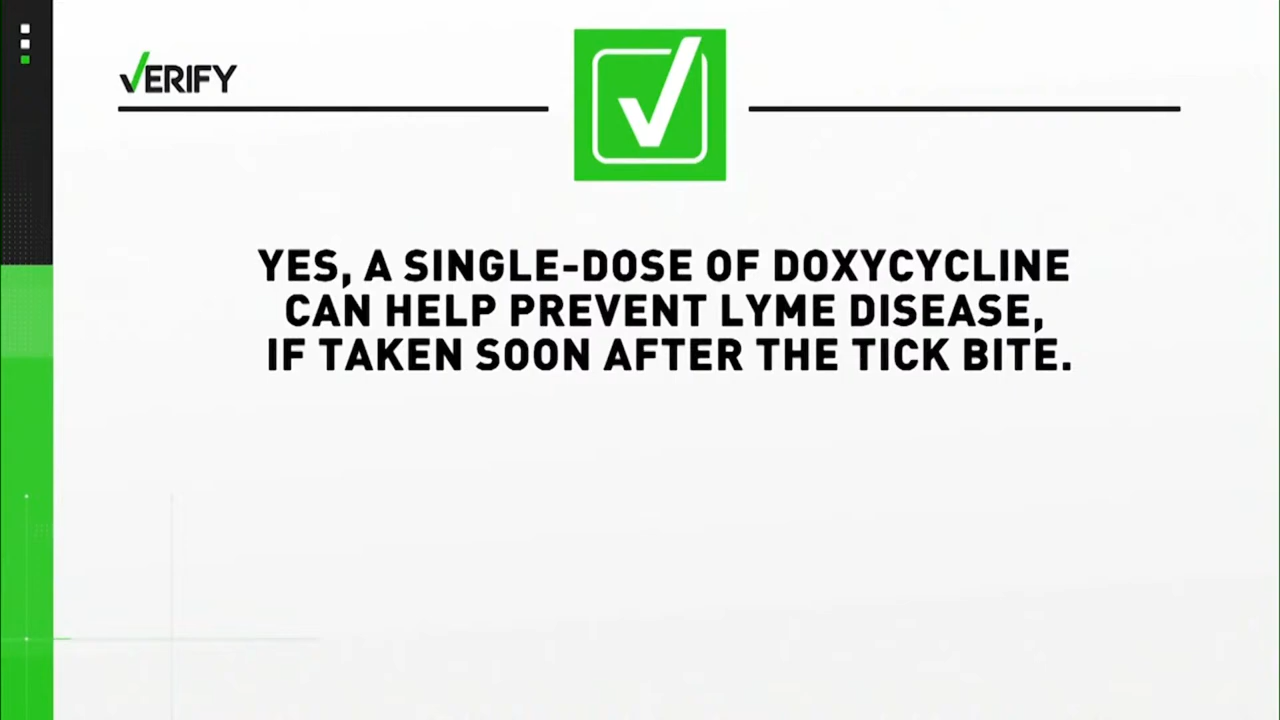 VERIFY
YES, A SINGLE-DOSE OF DOXYCYCLINE
CAN HELP PREVENT LYME DISEASE,
IF TAKEN SOON AFTER THE TICK BITE.